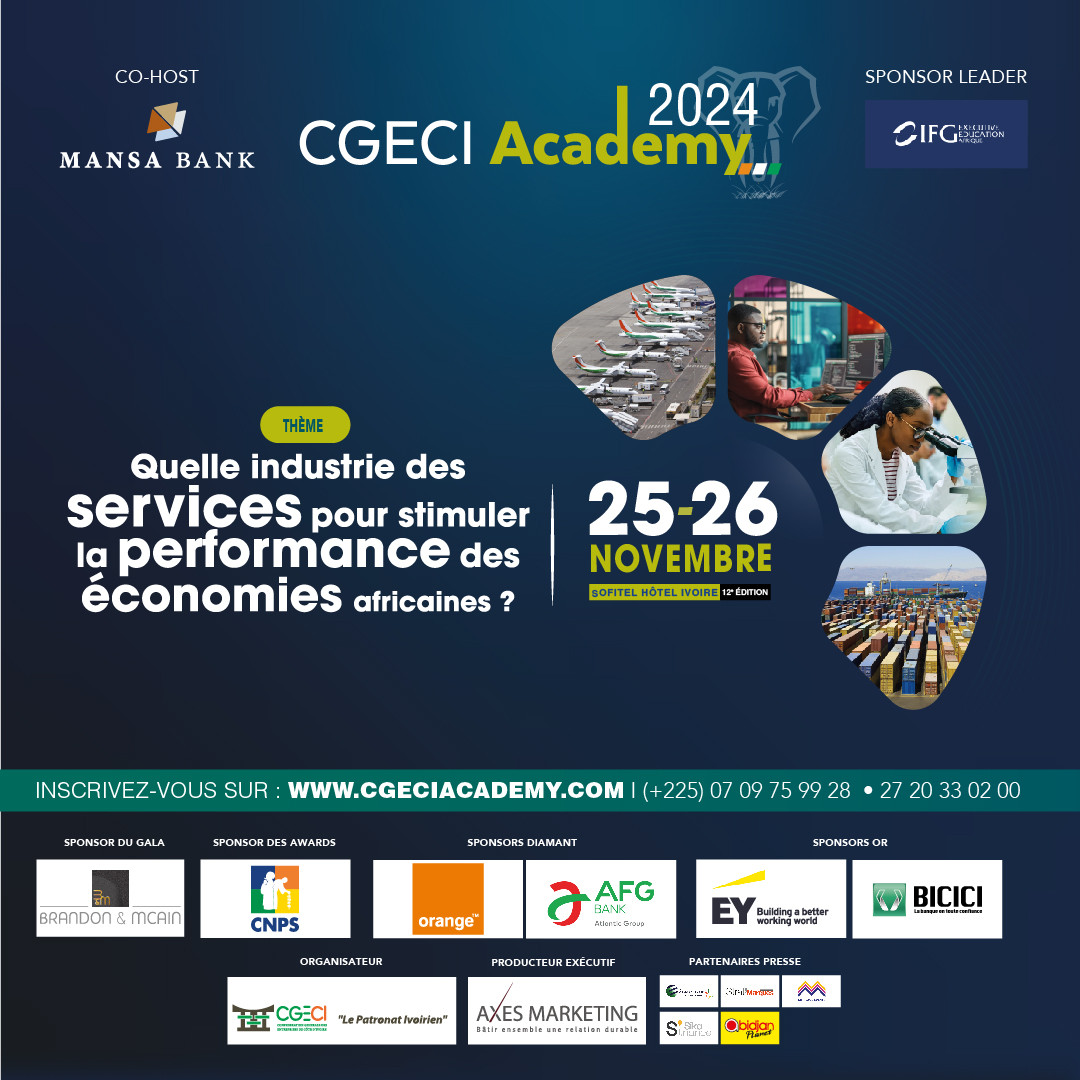 CO-HOST
MANSA BANK
CGECI Academy 2024
SPONSOR LEADER
IFG EXECUTIVE
EDUCATION
AFRIQUE
THÈME
Quelle industrie des
services pour stimuler
la performance des
économies africaines ?
25-26
NOVEMBRE
SOFITEL HÔTEL IVOIRE 12e ÉDITION
INSCRIVEZ-VOUS SUR : WWW.CGECIACADEMY.COM I (+225) 07 09 75 99 28 • 27 20 33 02 00
SPONSOR DU GALA
BRANDON & MCAIN
SPONSOR DES AWARDS
CNPS
SPONSORS DIAMANT
orange™
AFG
BANK
Atlantic Group
SPONSORS OR
EY Building a better
working world
BICICI
La banque en toute confiance
ORGANISATEUR
CGECI
"Le Patronat Ivoirien"
PRODUCTEUR EXÉCUTIF
AXES MARKETING
Bâtir ensemble une relation durable
PARTENAIRES PRESSE
Sika
finance
Abidjan
Planet